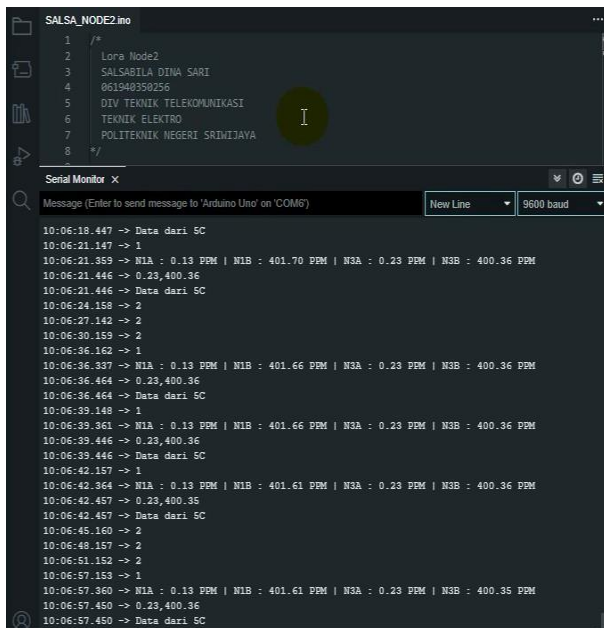 SALSA_NODE2.ino
1 /*
2 Lora Node2
3 SALSABILA DINA SARI
4 061940350256
5 DIV TEKNIK TELEKOMUNIKASI
6 TEKNIK ELEKTRO
7 POLITEKNIK NEGERI SRIWIJAYA
8 */
Serial Monitor
Message (Enter to send message to 'Arduino Uno' on 'COM6')
New Line
9600 baud
10:06:18.447 -> Data dari 5C
10:06:21.147 -> 1
10:06:21.359 -> N1A : 0.13 PPM | N1B : 401.70 PPM | N3A : 0.23 PPM | N3B : 400.36 PPM
10:06:21.446 -> 0.23,400.36
10:06:21.446 -> Data dari 5C
10:06:24.158 -> 2
10:06:27.142 -> 2
10:06:30.159 -> 2
10:06:36.162 -> 1
10:06:36.337 -> N1A : 0.13 PPM | N1B : 401.66 PPM | N3A : 0.23 PPM | N3B : 400.36 PPM
10:06:36.464 -> 0.23,400.36
10:06:36.464 -> Data dari 5C
10:06:39.148 -> 1
10:06:39.361 -> N1A : 0.13 PPM | N1B : 401.66 PPM | N3A : 0.23 PPM | N3B : 400.36 PPM
10:06:39.446 -> 0.23,400.36
10:06:39.446 -> Data dari 5C
10:06:42.157 -> 1
10:06:42.364 -> N1A : 0.13 PPM | N1B : 401.61 PPM | N3A : 0.23 PPM | N3B : 400.36 PPM
10:06:42.457 -> 0.23,400.35
10:06:42.457 -> Data dari 5C
10:06:45.160 -> 2
10:06:48.157 -> 2
10:06:51.152 -> 2
10:06:57.153 -> 1
10:06:57.360 -> N1A : 0.13 PPM | N1B : 401.61 PPM | N3A : 0.23 PPM | N3B : 400.35 PPM
10:06:57.450 -> 0.23,400.36
10:06:57.450 -> Data dari 5C